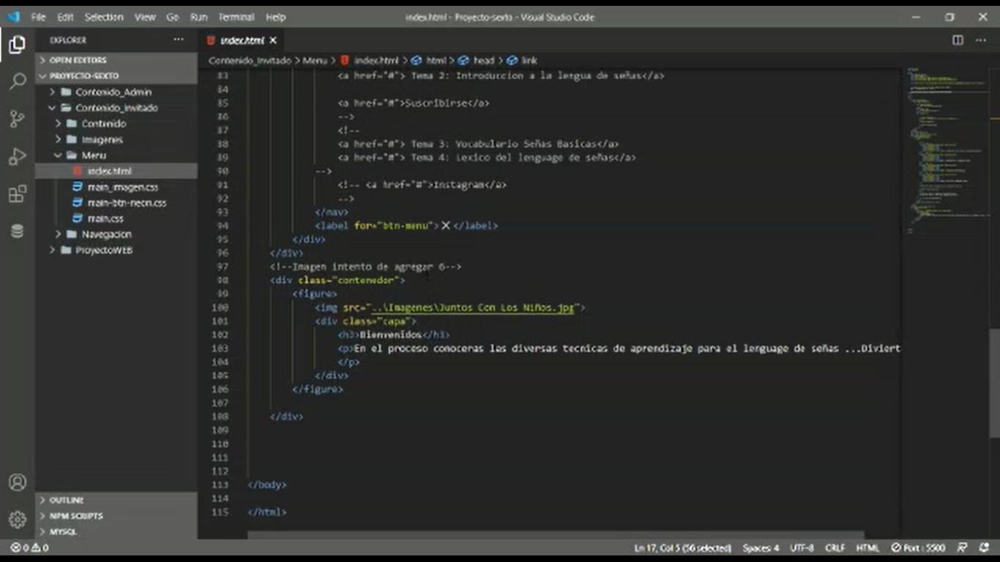 File Edit Selection View Go Run Terminal Help
index.html - Proyecto-sexto - Visual Studio Code
EXPLORER ...
OPEN EDITORS
PROYECTO-SEXTO
Contenido_Admin
Contenido_Invitado
Contenido
Imagenes
Menu
index.html
main_imagen.css
main-btn-neon.css
main.css
Navegacion
ProyectoWEB
OUTLINE
NPM SCRIPTS
MYSQL
index.html
Contenido_Invitado > Menu > index.html > html > head > link
83 <a href="#"> Tema 2: Introduccion a la lengua de señas</a>
84
85 <a href="#">Suscribirse</a>
86 -->
87 <!--
88 <a href="#"> Tema 3: Vocabulario Señas Basicas</a>
89 <a href="#"> Tema 4: Lexico del lenguage de señas</a>
90 -->
91 <!-- <a href="#">Instagram</a>
92 -->
93 </nav>
94 <label for="btn-menu">✕</label>
95 </div>
96 </div>
97 <!--Imagen intento de agregar 6-->
98 <div class="contenedor">
99 <figure>
100 <img src="..\Imagenes\Juntos Con Los Niños.jpg">
101 <div class="capa">
102 <h3>Bienvenidos</h3>
103 <p>En el proceso conoceras las diversas tecnicas de aprendizaje para el lenguage de señas ...Diviert
104 </p>
105 </div>
106 </figure>
107
108 </div>
109
110
111
112
113 </body>
114
115 </html>
0 0 Ln 17, Col 5 (56 selected) Spaces: 4 UTF-8 CRLF HTML Port : 5500